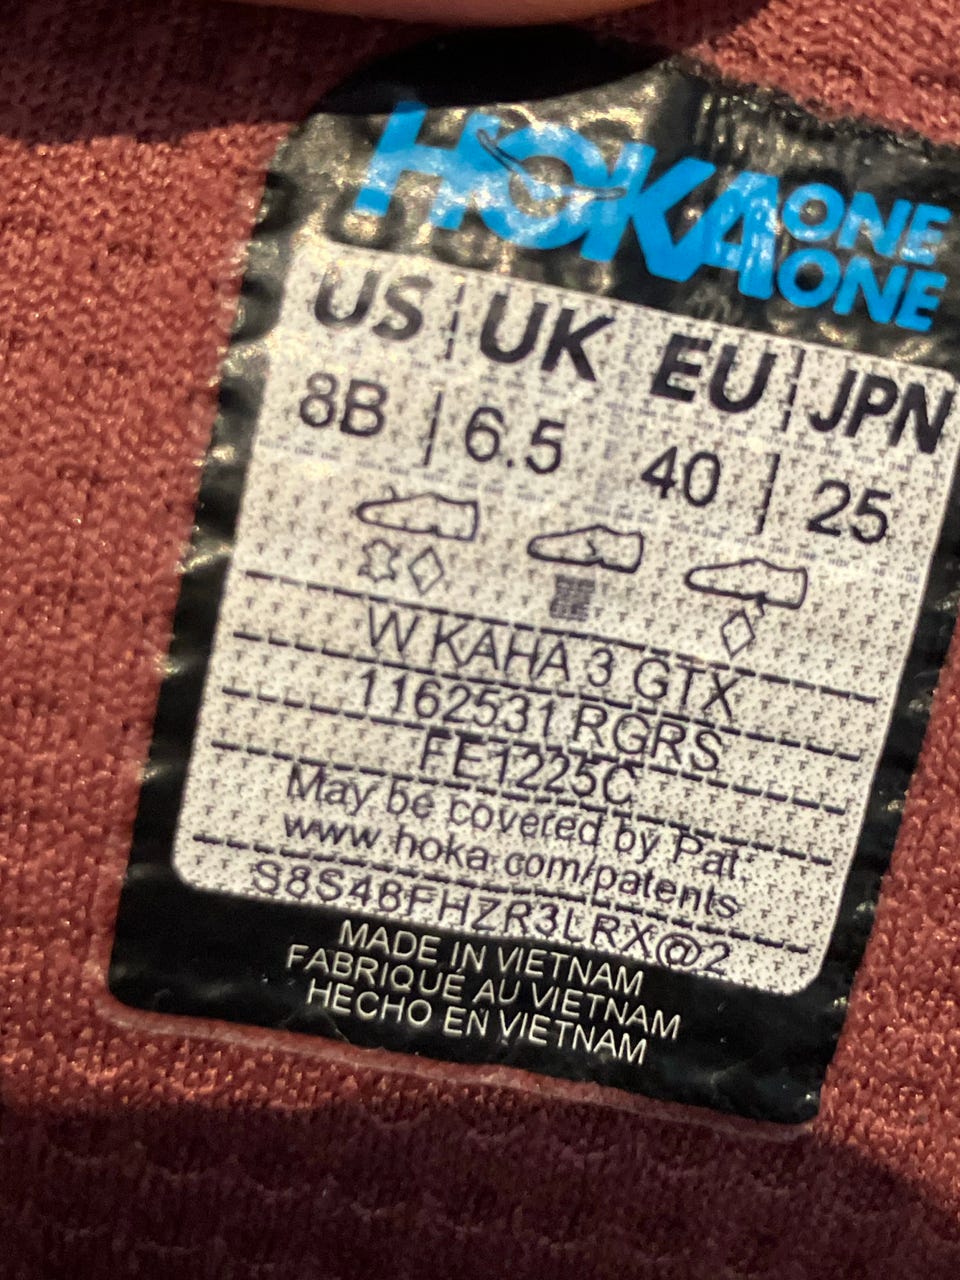 HOKA ONE ONE
US UK EU JPN
8B 6.5 40 25
W KAHA 3 GTX
1162531 RGRS
FE1225C
May be covered by Pat.
www.hoka.com/patents
S8S48FHZR3LRX@2
MADE IN VIETNAM
FABRIQUÉ AU VIETNAM
HECHO EN VIETNAM